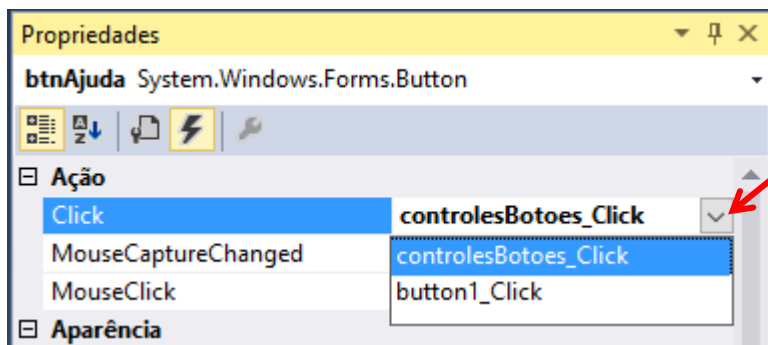 Propriedades
btnAjuda System.Windows.Forms.Button
Ação
Click controlesBotoes_Click
MouseCaptureChanged controlesBotoes_Click
MouseClick button1_Click
Aparência